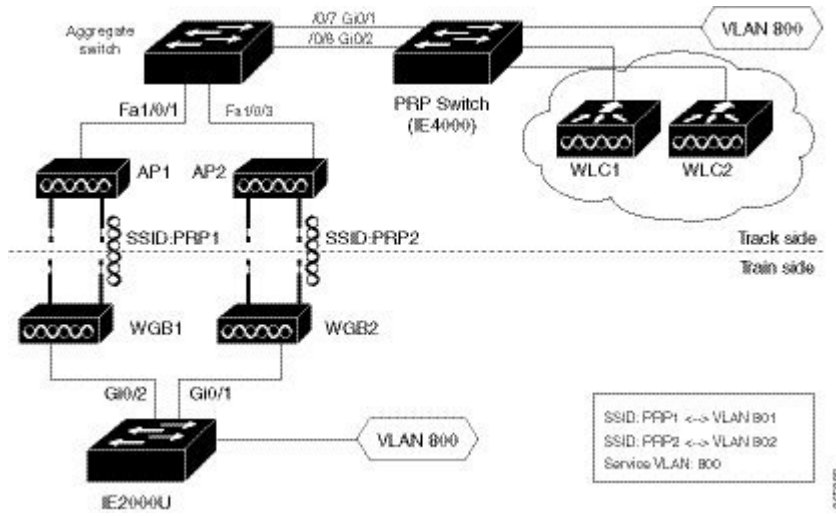 Aggregate
switch
/0/7 Gi0/1
/0/8 Gi0/2
VLAN 800
PRP Switch
(IE4000)
Fa1/0/1
Fa1/0/3
WLC1
WLC2
AP1
AP2
SSID:PRP1
SSID:PRP2
Track side
Train side
WGB1
WGB2
Gi0/2
Gi0/1
VLAN 800
IE2000U
SSID: PRP1 <--> VLAN 801
SSID: PRP2 <--> VLAN 802
Service VLAN: 800